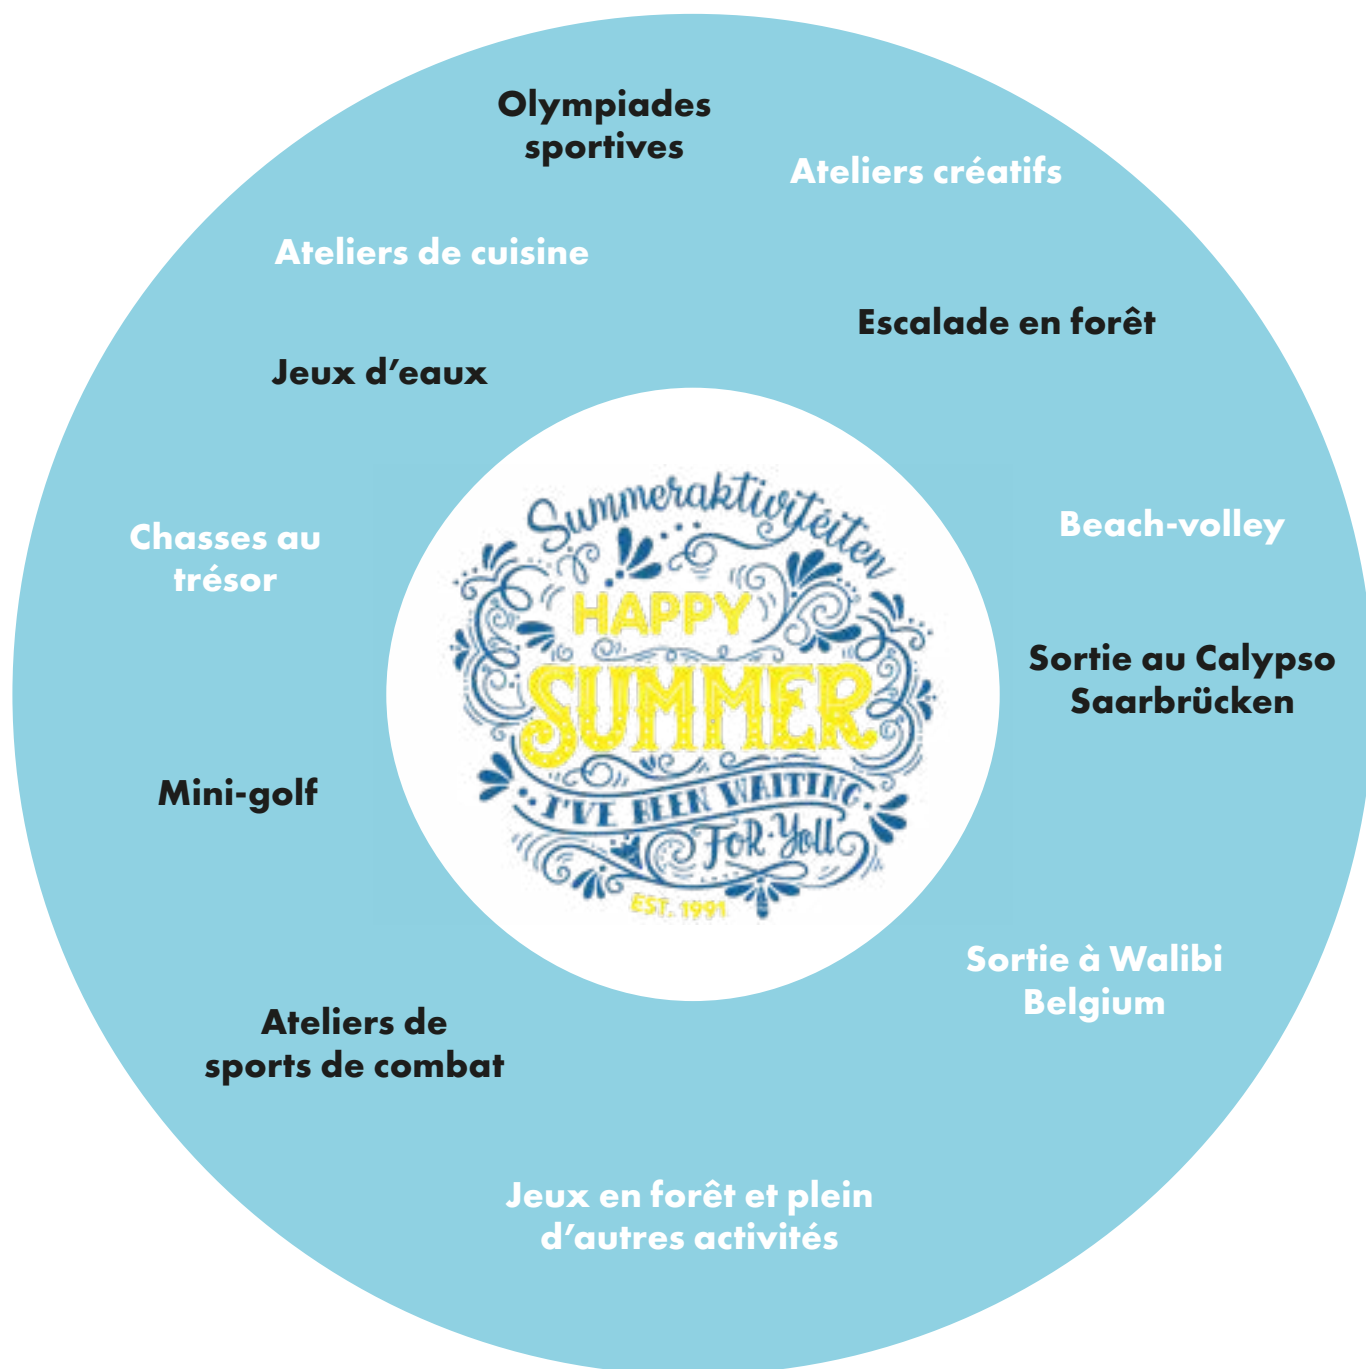 Olympiades
sportives
Ateliers créatifs
Ateliers de cuisine
Escalade en forêt
Jeux d’eaux
Summeraktivitéiten
HAPPY
SUMMER
I'VE BEEN WAITING
FOR YOU
EST. 1991
Chasses au
trésor
Beach-volley
Sortie au Calypso
Saarbrücken
Mini-golf
Sortie à Walibi
Belgium
Ateliers de
sports de combat
Jeux en forêt et plein
d’autres activités